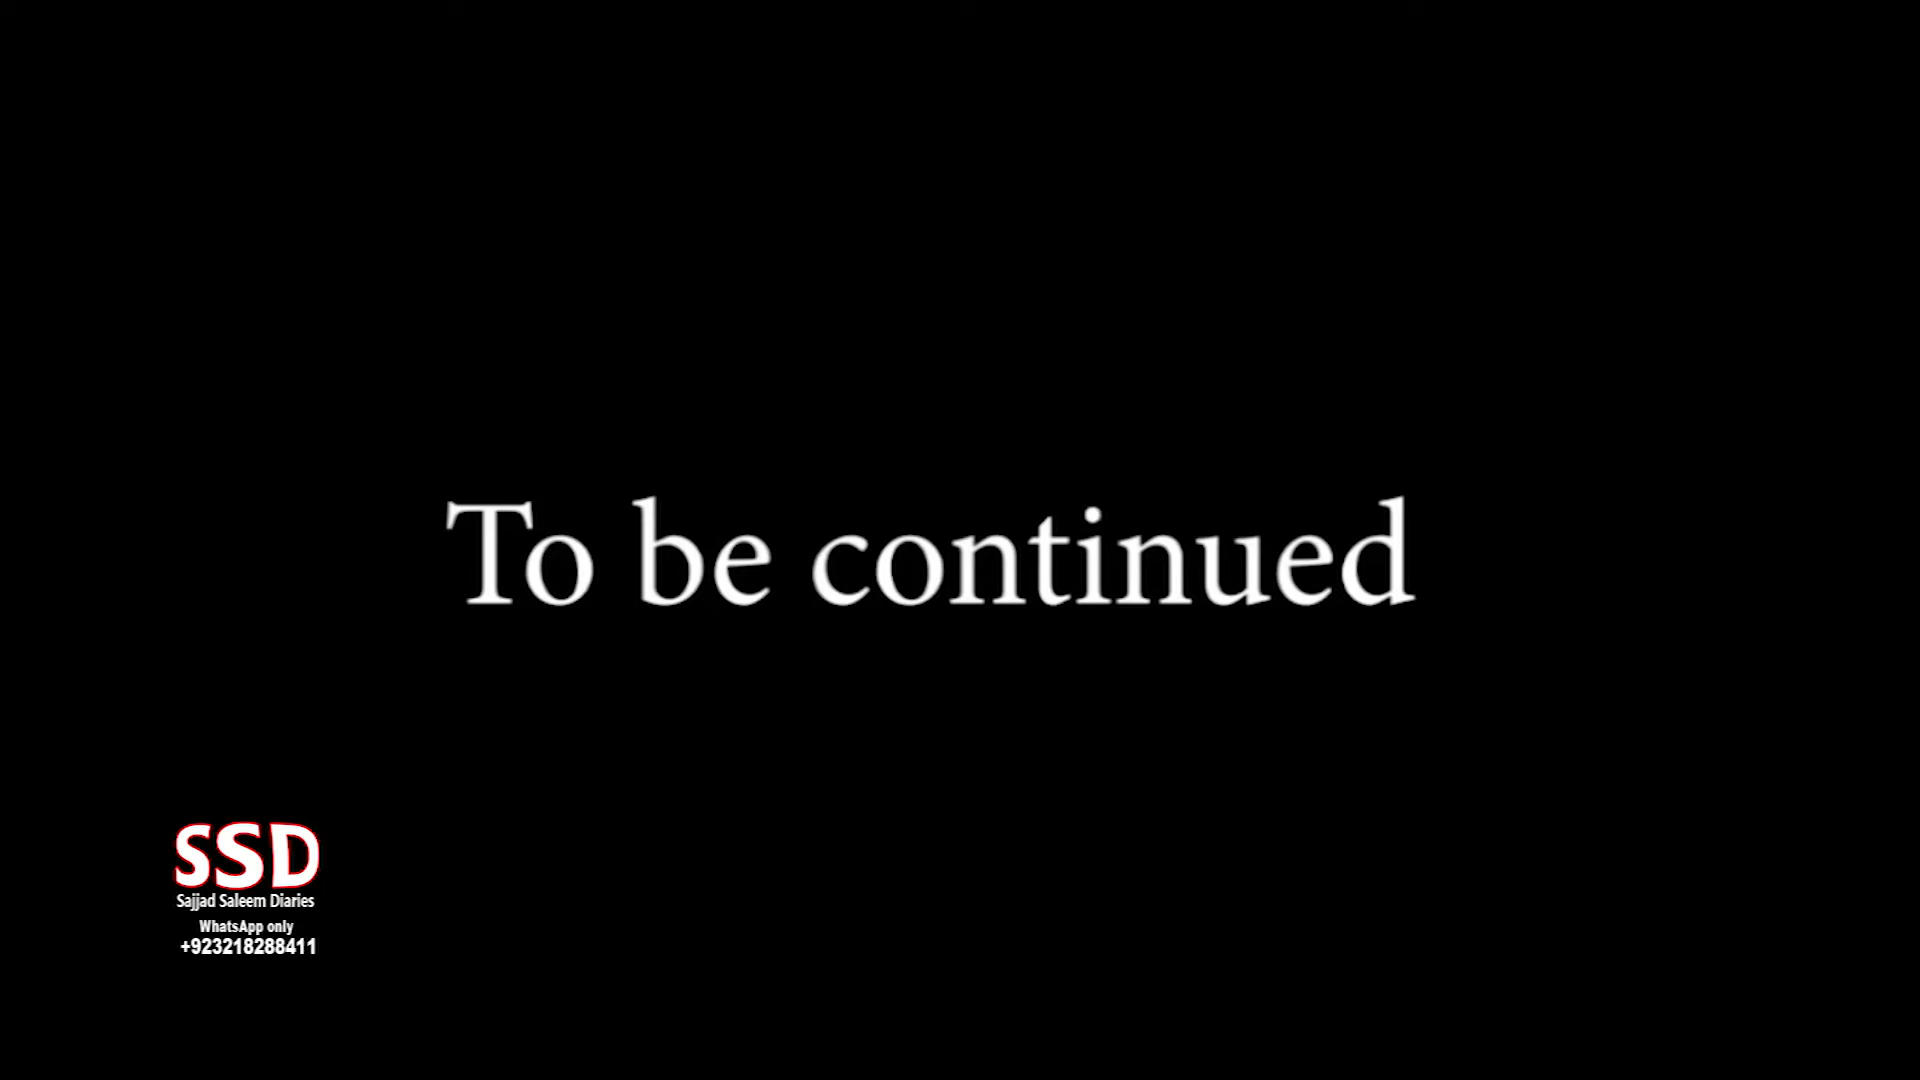 To be continued
SSD
Sajjad Saleem Diaries
WhatsApp only
+923218288411